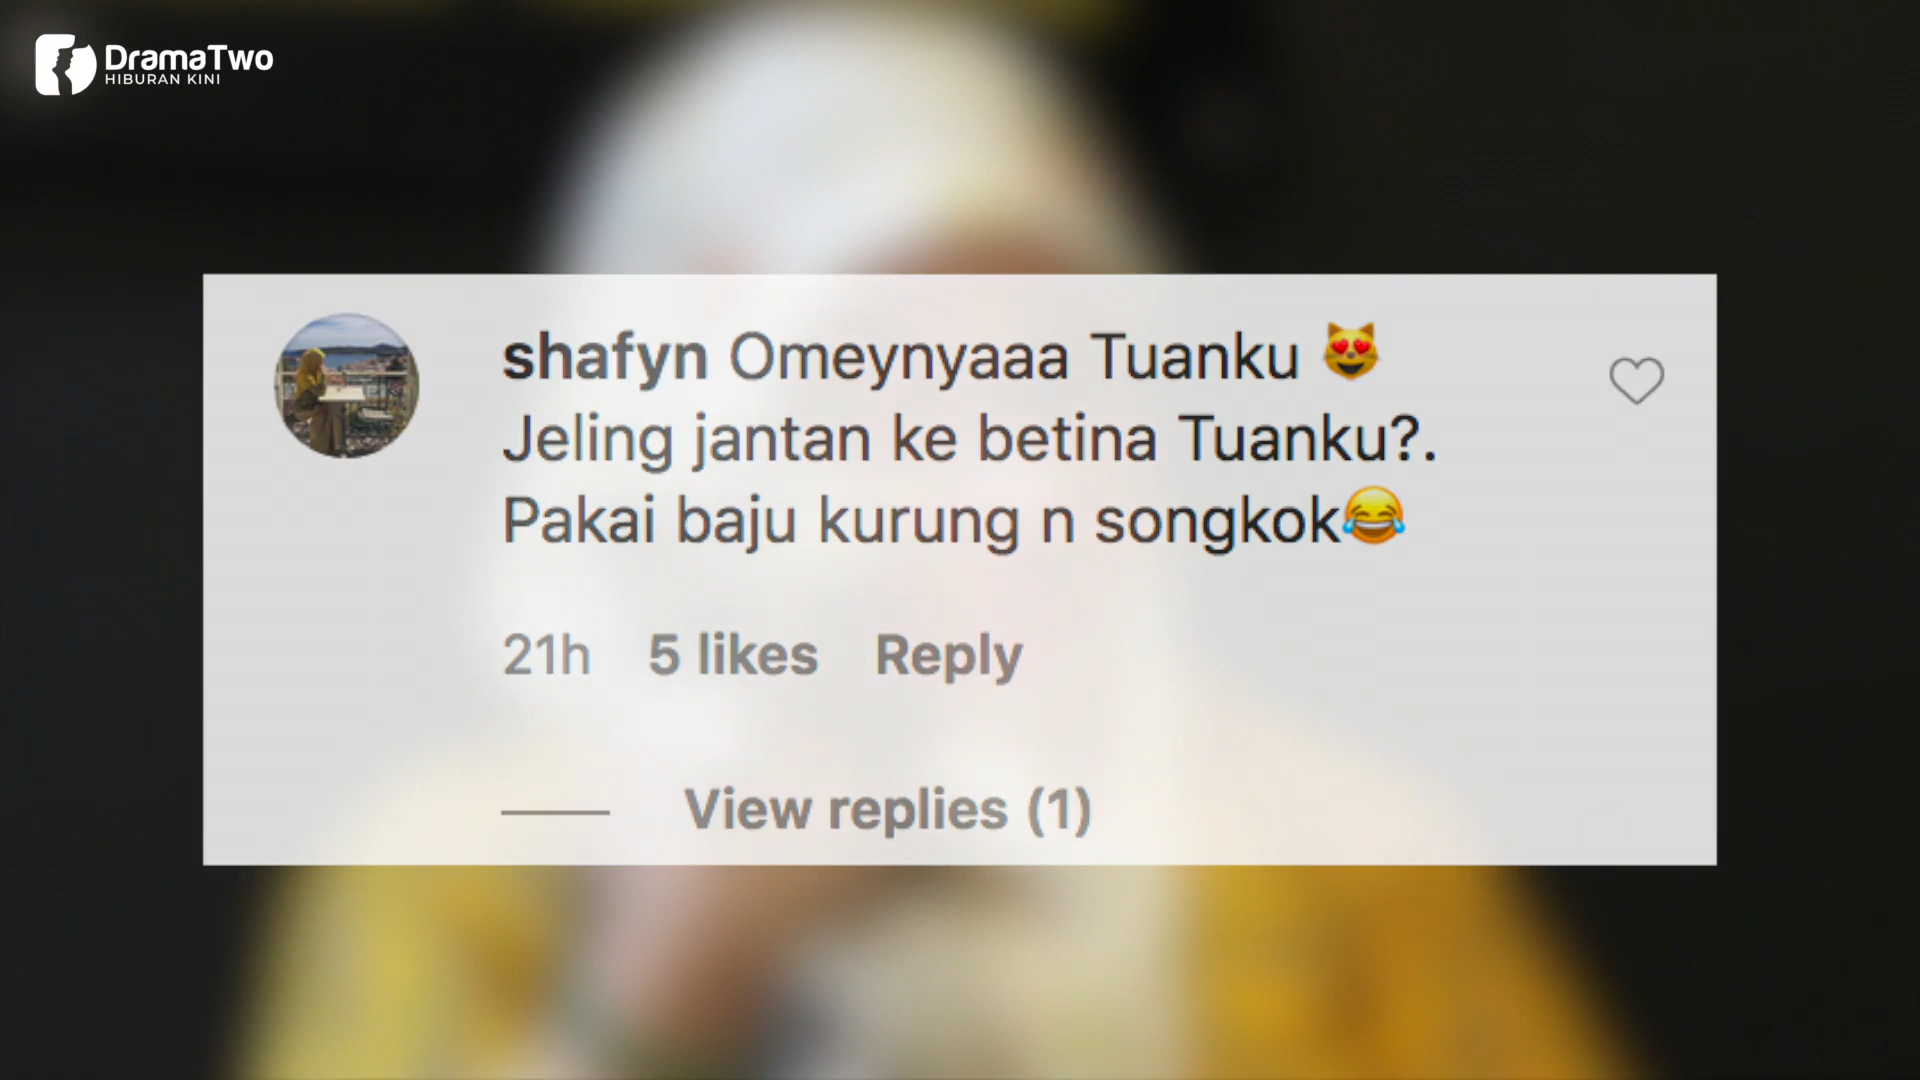 DramaTwo
HIBURAN KINI
shafyn Omeynyaaa Tuanku 😻
Jeling jantan ke betina Tuanku?.
Pakai baju kurung n songkok😂
21h 5 likes Reply
View replies (1)